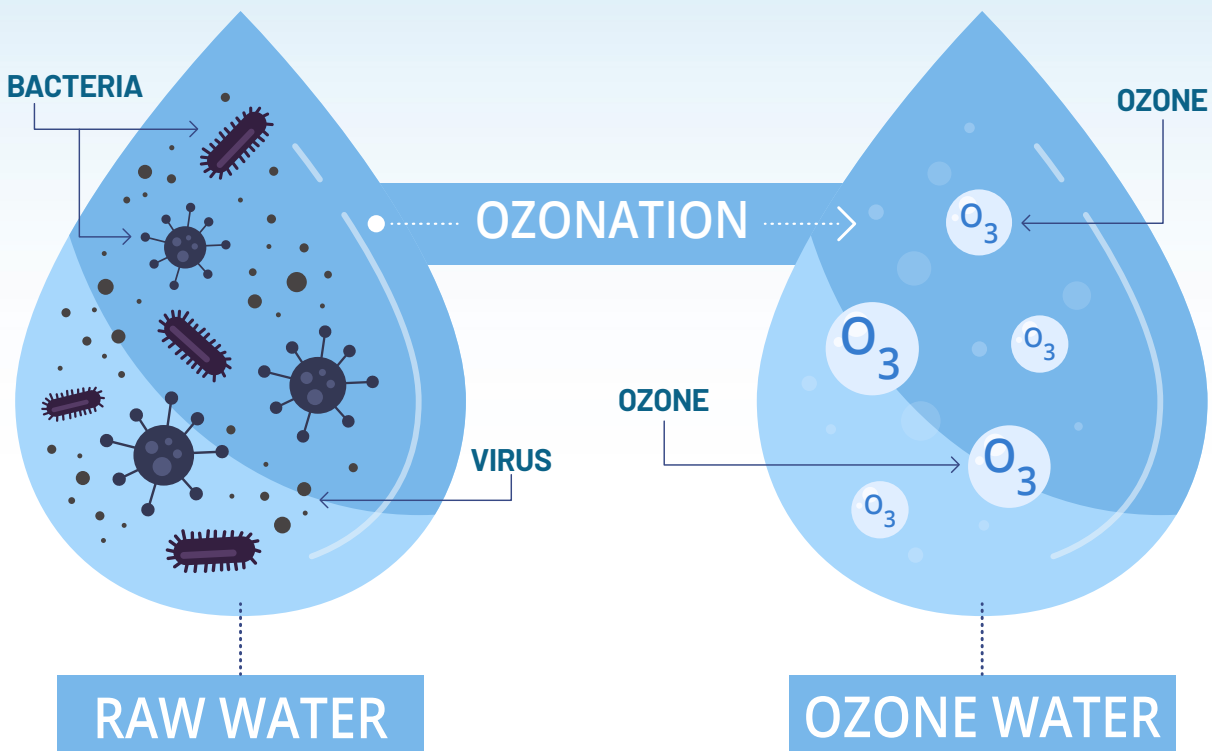 BACTERIA
OZONE
OZONATION
O3
O3
O3
OZONE
VIRUS
O3
O3
RAW WATER
OZONE WATER